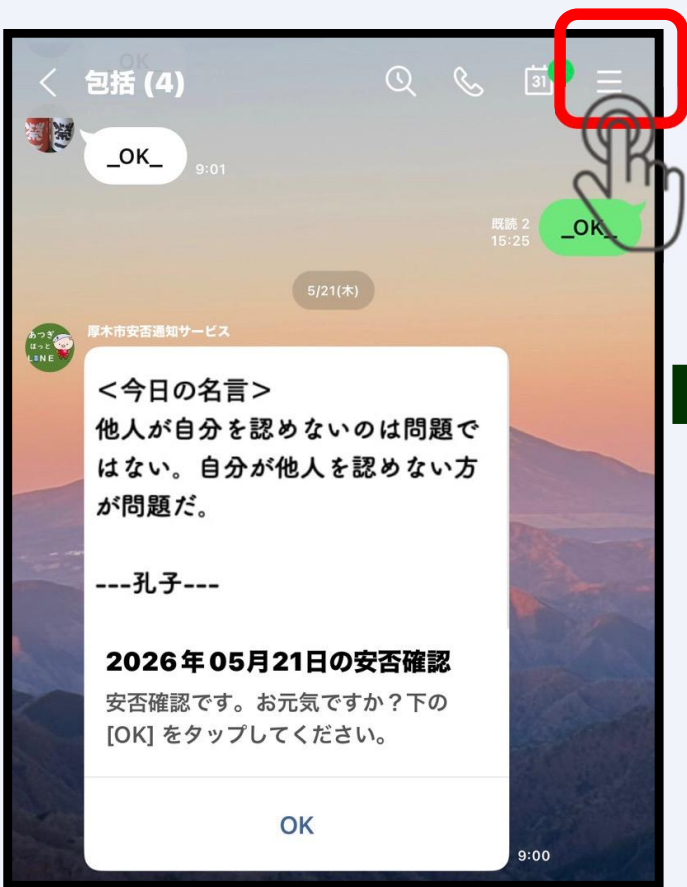 OK
包括 (4)
31
_OK_
9:01
既読 2
15:25
_OK_
5/21(木)
あつぎ
ほっと
LINE
厚木市安否通知サービス
<今日の名言>
他人が自分を認めないのは問題で
はない。自分が他人を認めない方
が問題だ。
---孔子---
2026年05月21日の安否確認
安否確認です。お元気ですか？下の
[OK] をタップしてください。
OK
9:00